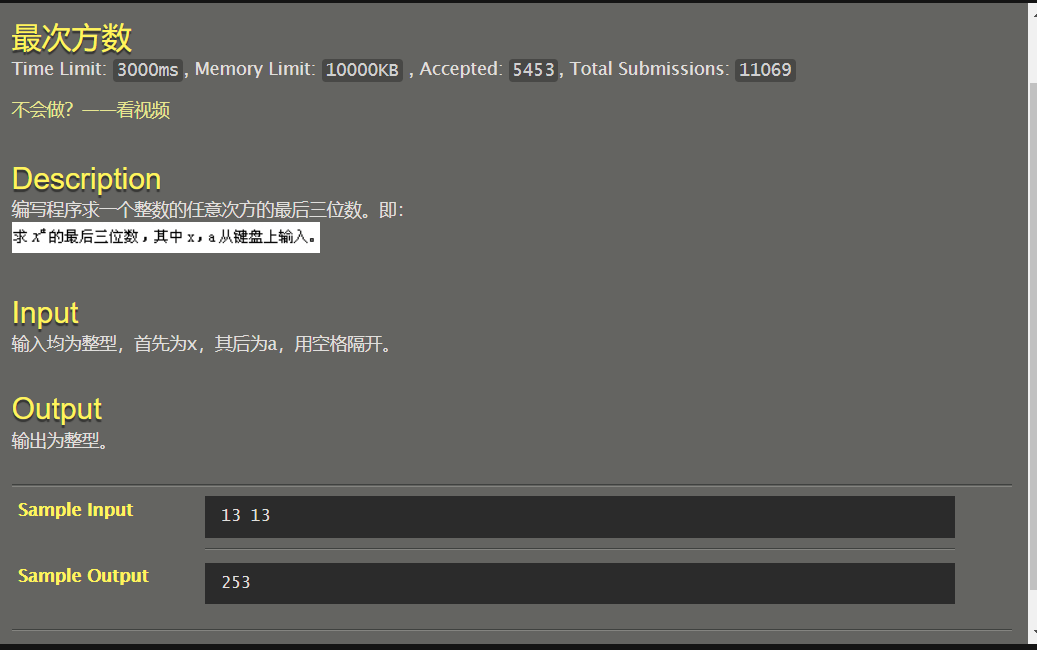 最次方数
Time Limit: 3000ms, Memory Limit: 10000KB , Accepted: 5453, Total Submissions: 11069
不会做？——看视频
Description
编写程序求一个整数的任意次方的最后三位数。即：
求 Xª 的最后三位数，其中 x，a 从键盘上输入。
Input
输入均为整型，首先为x，其后为a，用空格隔开。
Output
输出为整型。
Sample Input
13 13
Sample Output
253